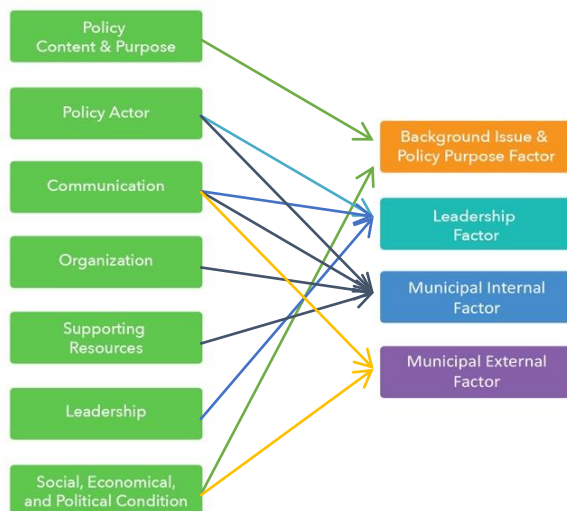 Policy
Content & Purpose
Policy Actor
Communication
Organization
Supporting
Resources
Leadership
Social, Economical,
and Political Condition
Background Issue &
Policy Purpose Factor
Leadership
Factor
Municipal Internal
Factor
Municipal External
Factor